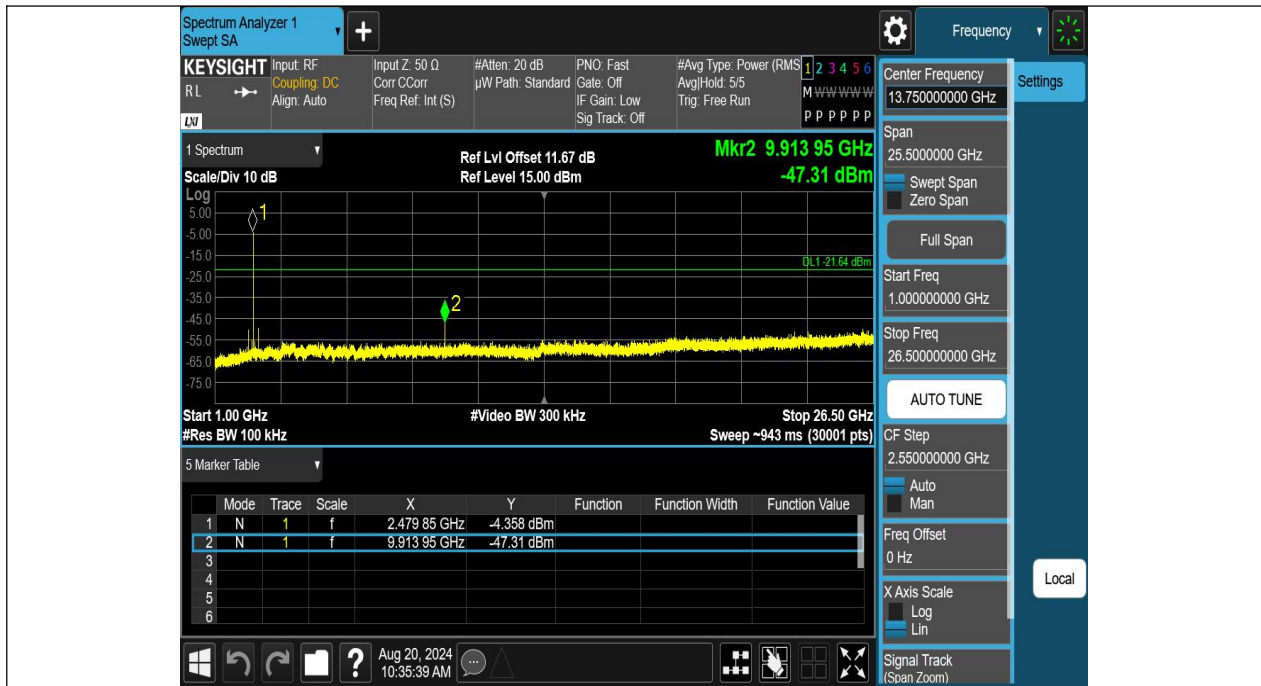 Spectrum Analyzer 1
Swept SA
+
Frequency
KEYSIGHT
R L
LXI
Input: RF
Coupling: DC
Align: Auto
Input Z: 50 Ω
Corr CCorr
Freq Ref: Int (S)
#Atten: 20 dB
µW Path: Standard
PNO: Fast
Gate: Off
IF Gain: Low
Sig Track: Off
#Avg Type: Power (RMS
Avg|Hold: 5/5
Trig: Free Run
1 2 3 4 5 6
M W W W W W
P P P P P P
1 Spectrum
Scale/Div 10 dB
Ref Lvl Offset 11.67 dB
Ref Level 15.00 dBm
Mkr2 9.913 95 GHz
-47.31 dBm
Log
5.00
-5.00
-15.0
-25.0
-35.0
-45.0
-55.0
-65.0
-75.0
1
2
DL1 -21.64 dBm
Start 1.00 GHz
#Res BW 100 kHz
#Video BW 300 kHz
Stop 26.50 GHz
Sweep ~943 ms (30001 pts)
5 Marker Table
Mode Trace Scale X Y Function Function Width Function Value
1 N 1 f 2.479 85 GHz -4.358 dBm
2 N 1 f 9.913 95 GHz -47.31 dBm
3
4
5
6
?
Aug 20, 2024
10:35:39 AM
Center Frequency
13.750000000 GHz
Span
25.5000000 GHz
Swept Span
Zero Span
Full Span
Start Freq
1.000000000 GHz
Stop Freq
26.500000000 GHz
AUTO TUNE
CF Step
2.550000000 GHz
Auto
Man
Freq Offset
0 Hz
X Axis Scale
Log
Lin
Signal Track
(Span Zoom)
Settings
Local